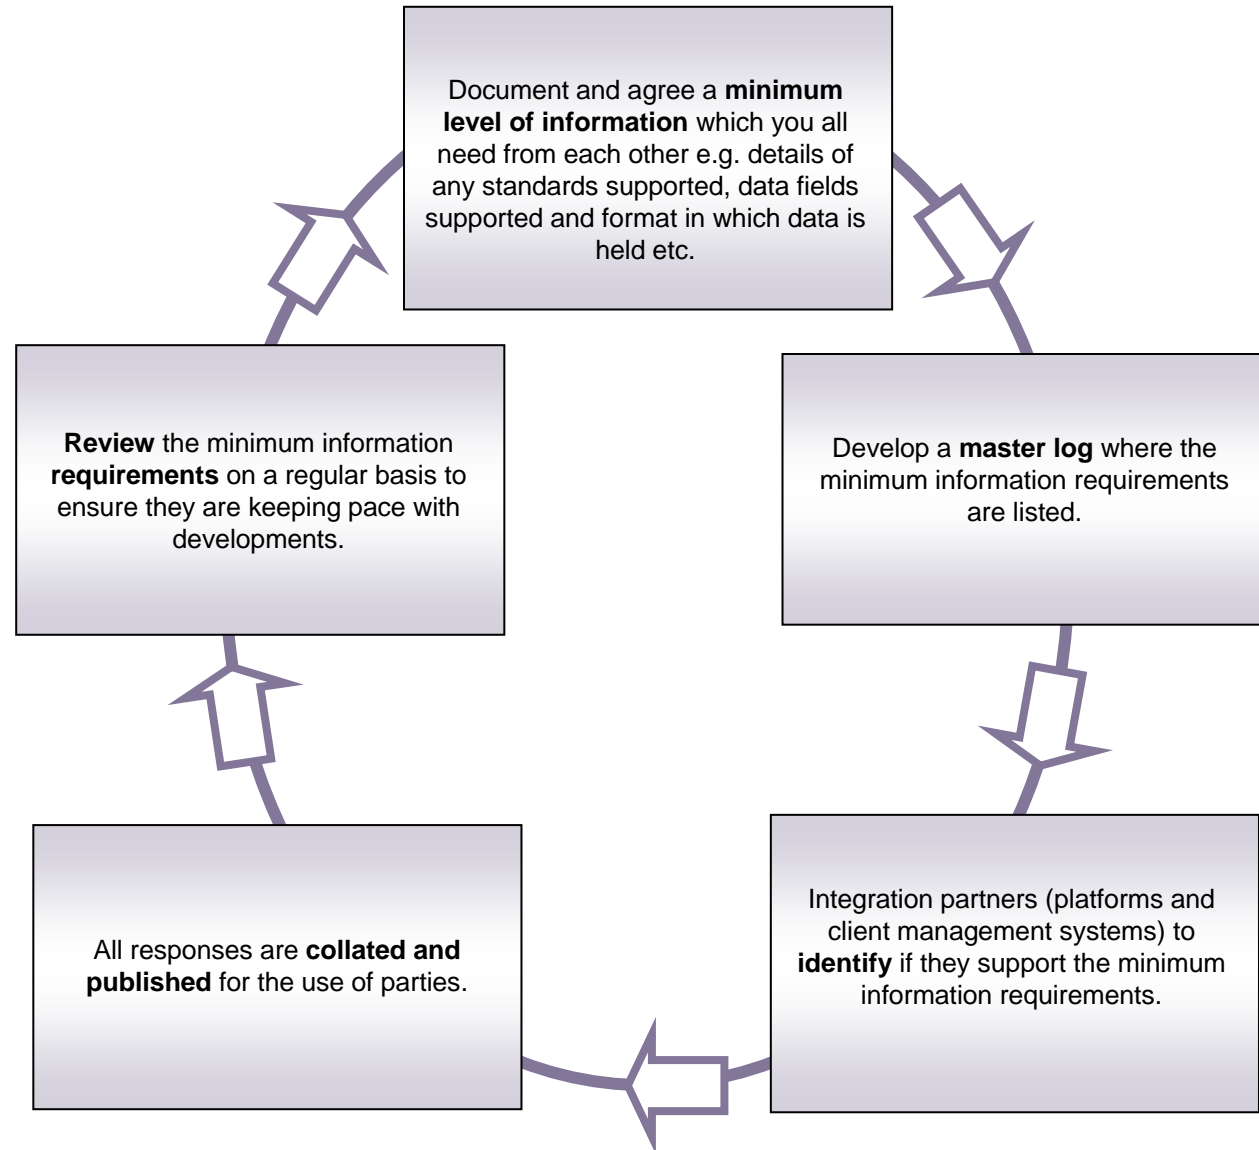 Document and agree a minimum
level of information which you all
need from each other e.g. details of
any standards supported, data fields
supported and format in which data is
held etc.
Develop a master log where the
minimum information requirements
are listed.
Integration partners (platforms and
client management systems) to
identify if they support the minimum
information requirements.
All responses are collated and
published for the use of parties.
Review the minimum information
requirements on a regular basis to
ensure they are keeping pace with
developments.